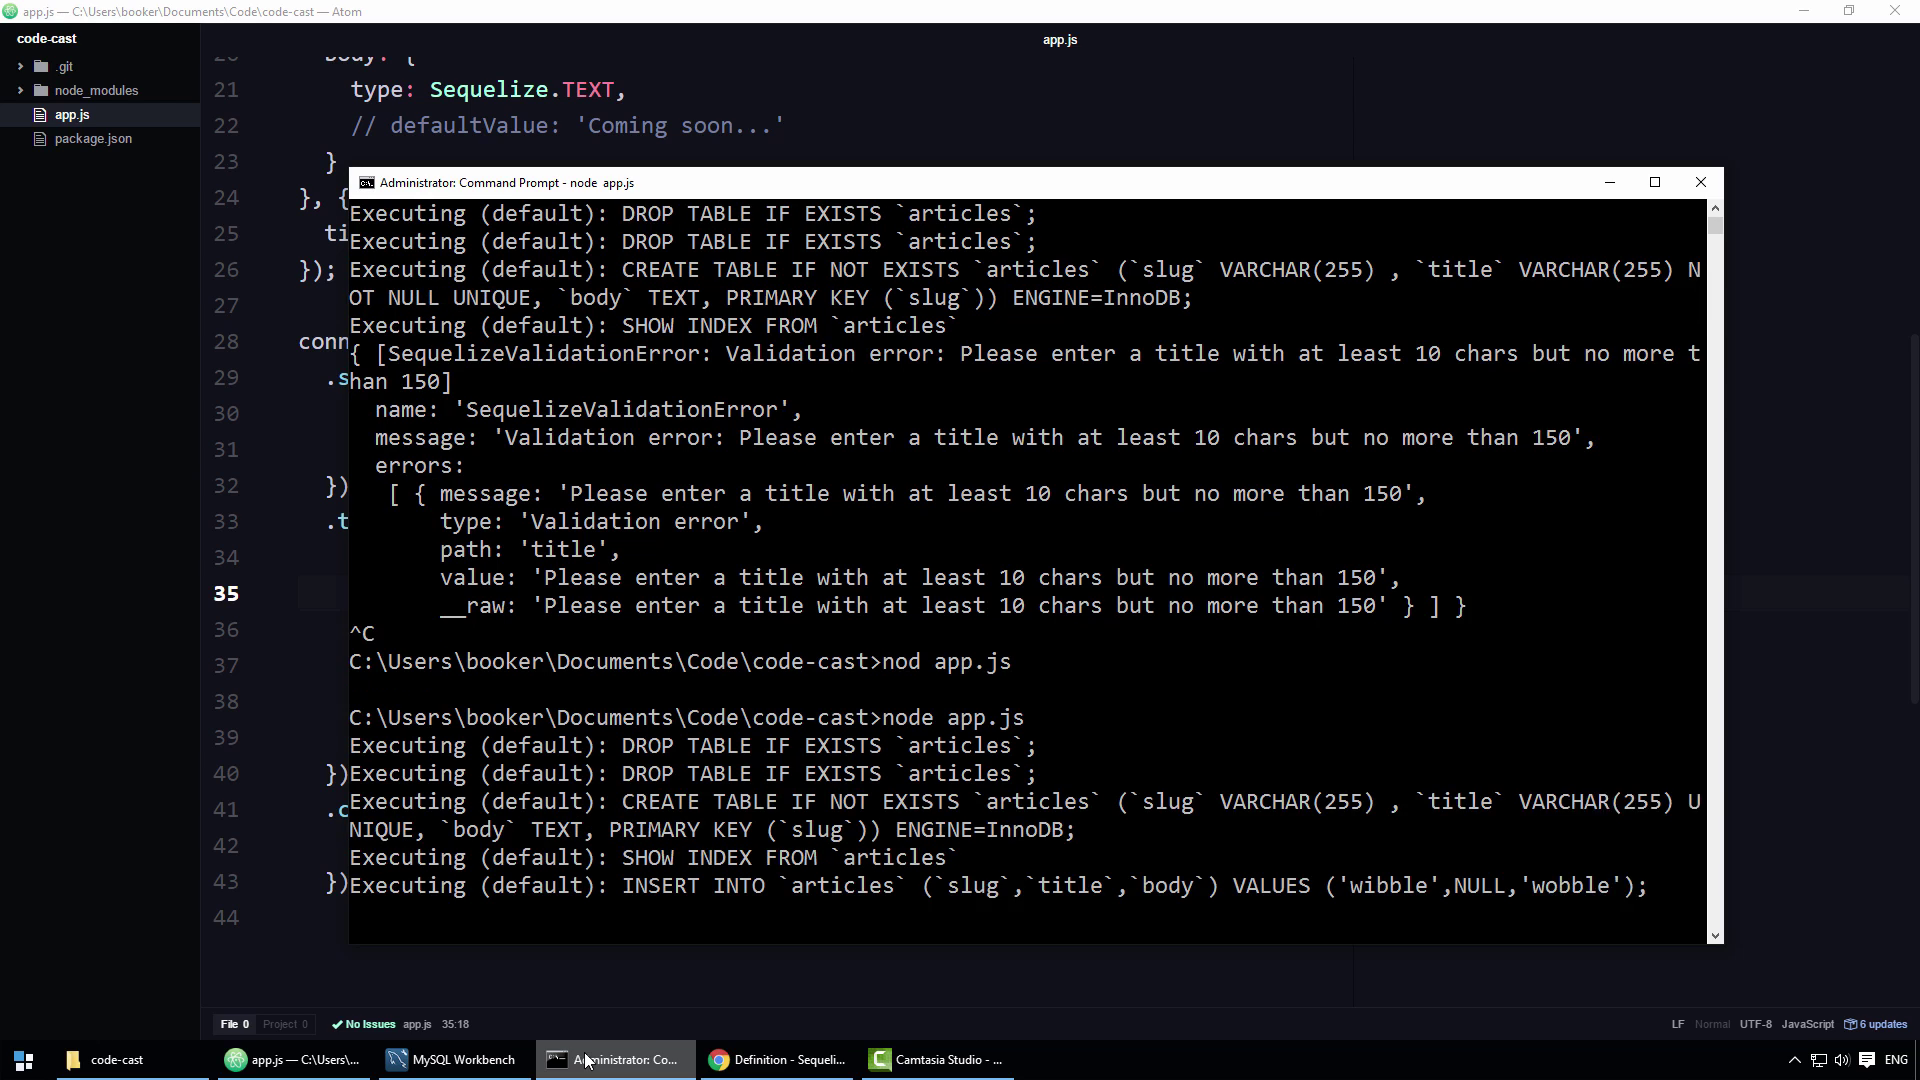 app.js — C:\Users\booker\Documents\Code\code-cast — Atom
code-cast
.git
node_modules
app.js
package.json
app.js
20 body: {
21 type: Sequelize.TEXT,
22 // defaultValue: 'Coming soon...'
23 }
24 }, {
25 ti
26 });
27
28 conn
29 .s
30
31
32 })
33 .t
34
35
36
37
38
39
40 })
41 .c
42
43 })
44
Administrator: Command Prompt - node app.js
Executing (default): DROP TABLE IF EXISTS `articles`;
Executing (default): DROP TABLE IF EXISTS `articles`;
Executing (default): CREATE TABLE IF NOT EXISTS `articles` (`slug` VARCHAR(255) , `title` VARCHAR(255) N
OT NULL UNIQUE, `body` TEXT, PRIMARY KEY (`slug`)) ENGINE=InnoDB;
Executing (default): SHOW INDEX FROM `articles`
{ [SequelizeValidationError: Validation error: Please enter a title with at least 10 chars but no more t
han 150]
name: 'SequelizeValidationError',
message: 'Validation error: Please enter a title with at least 10 chars but no more than 150',
errors:
[ { message: 'Please enter a title with at least 10 chars but no more than 150',
type: 'Validation error',
path: 'title',
value: 'Please enter a title with at least 10 chars but no more than 150',
__raw: 'Please enter a title with at least 10 chars but no more than 150' } ] }
^C
C:\Users\booker\Documents\Code\code-cast>nod app.js
C:\Users\booker\Documents\Code\code-cast>node app.js
Executing (default): DROP TABLE IF EXISTS `articles`;
Executing (default): DROP TABLE IF EXISTS `articles`;
Executing (default): CREATE TABLE IF NOT EXISTS `articles` (`slug` VARCHAR(255) , `title` VARCHAR(255) U
NIQUE, `body` TEXT, PRIMARY KEY (`slug`)) ENGINE=InnoDB;
Executing (default): SHOW INDEX FROM `articles`
Executing (default): INSERT INTO `articles` (`slug`,`title`,`body`) VALUES ('wibble',NULL,'wobble');
File 0 Project 0 No Issues app.js 35:18 LF Normal UTF-8 JavaScript 6 updates
code-cast app.js — C:\Users\... MySQL Workbench Administrator: Co... Definition - Sequeli... Camtasia Studio - ... ENG